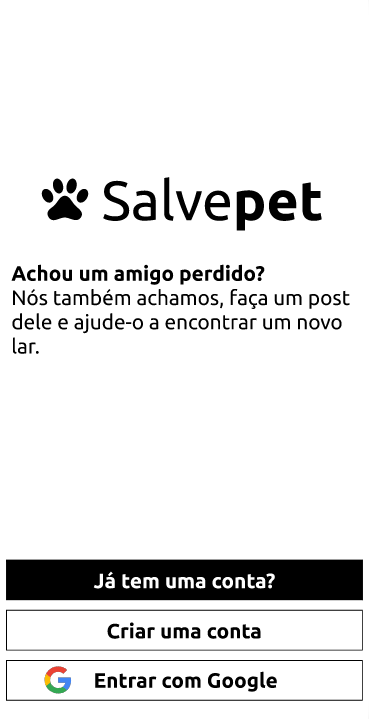 Salvepet
Achou um amigo perdido?
Nós também achamos, faça um post
dele e ajude-o a encontrar um novo
lar.
Já tem uma conta?
Criar uma conta
Entrar com Google